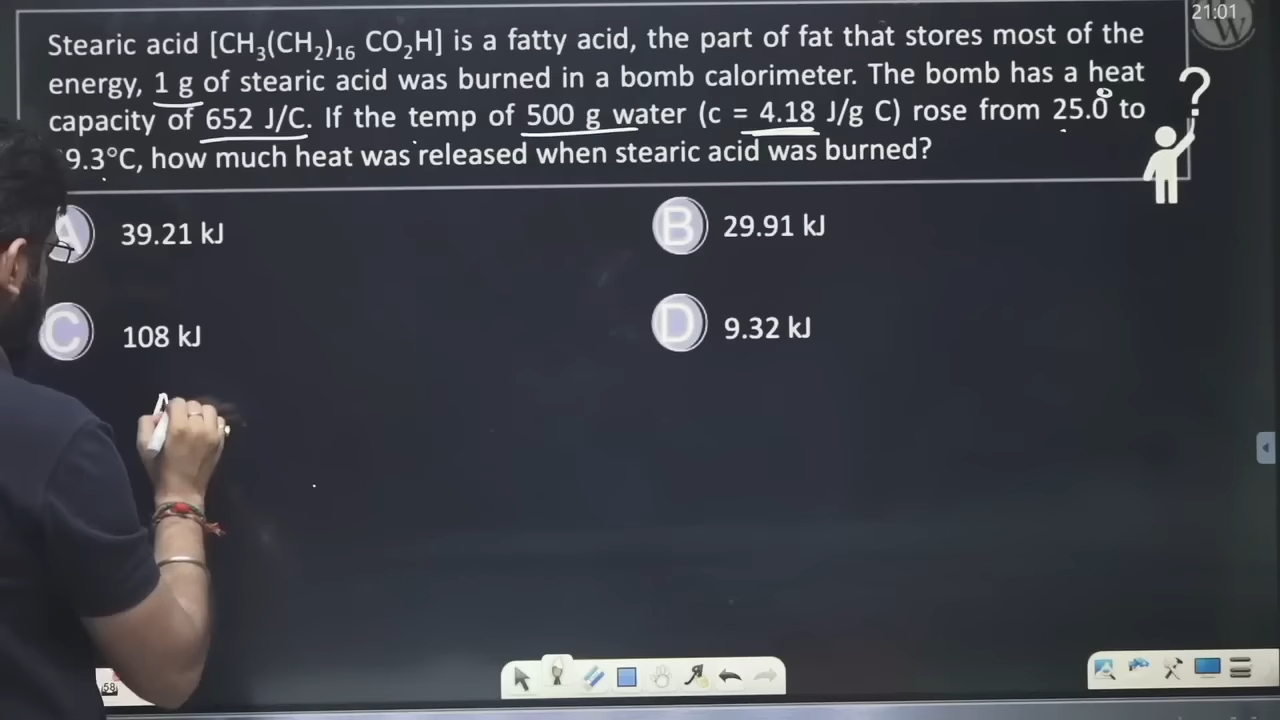 21:01
Stearic acid [CH₃(CH₂)₁₆ CO₂H] is a fatty acid, the part of fat that stores most of the
energy, 1 g of stearic acid was burned in a bomb calorimeter. The bomb has a heat
capacity of 652 J/C. If the temp of 500 g water (c = 4.18 J/g C) rose from 25.0 to
9.3°C, how much heat was released when stearic acid was burned?
?
A 39.21 kJ
B 29.91 kJ
C 108 kJ
D 9.32 kJ
58